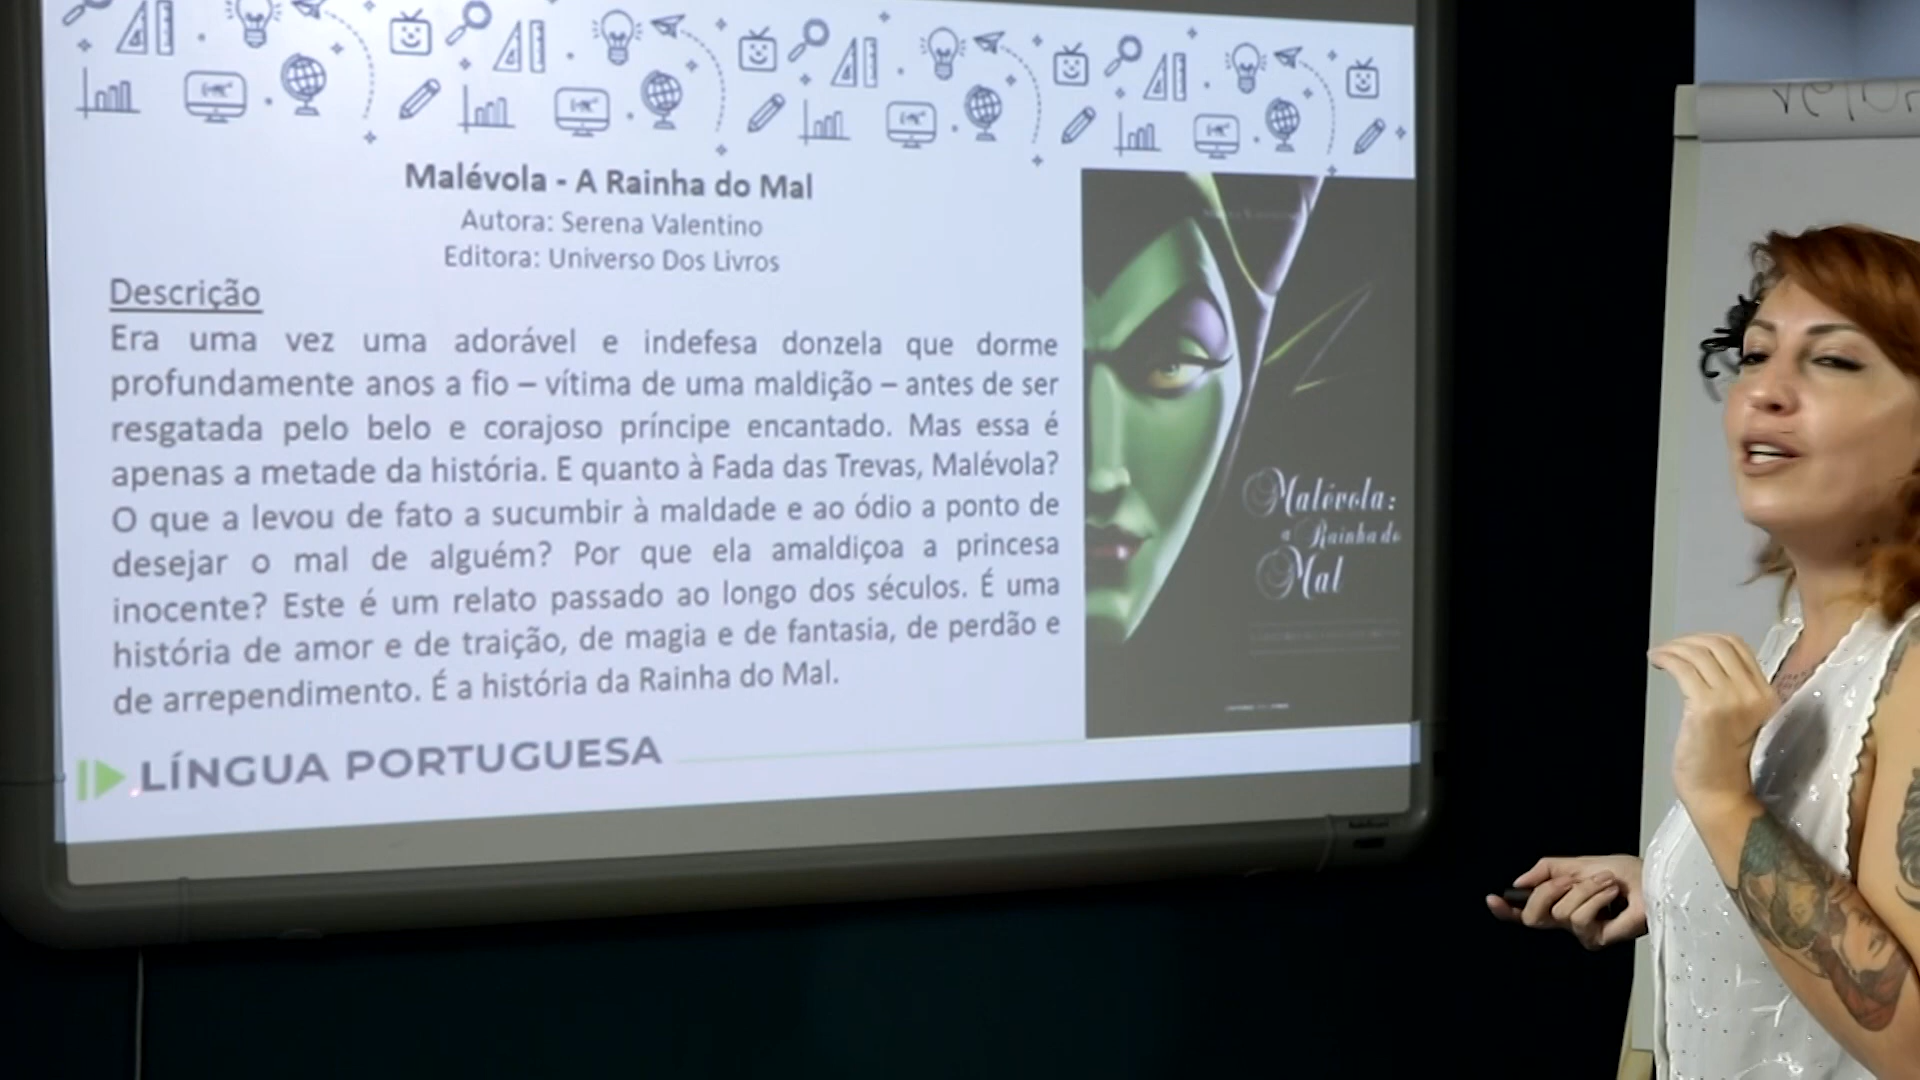 Malévola - A Rainha do Mal
Autora: Serena Valentino
Editora: Universo Dos Livros
Descrição
Era uma vez uma adorável e indefesa donzela que dorme
profundamente anos a fio – vítima de uma maldição – antes de ser
resgatada pelo belo e corajoso príncipe encantado. Mas essa é
apenas a metade da história. E quanto à Fada das Trevas, Malévola?
O que a levou de fato a sucumbir à maldade e ao ódio a ponto de
desejar o mal de alguém? Por que ela amaldiçoa a princesa
inocente? Este é um relato passado ao longo dos séculos. É uma
história de amor e de traição, de magia e de fantasia, de perdão e
de arrependimento. É a história da Rainha do Mal.
Malévola:
a Rainha do
Mal
LÍNGUA PORTUGUESA